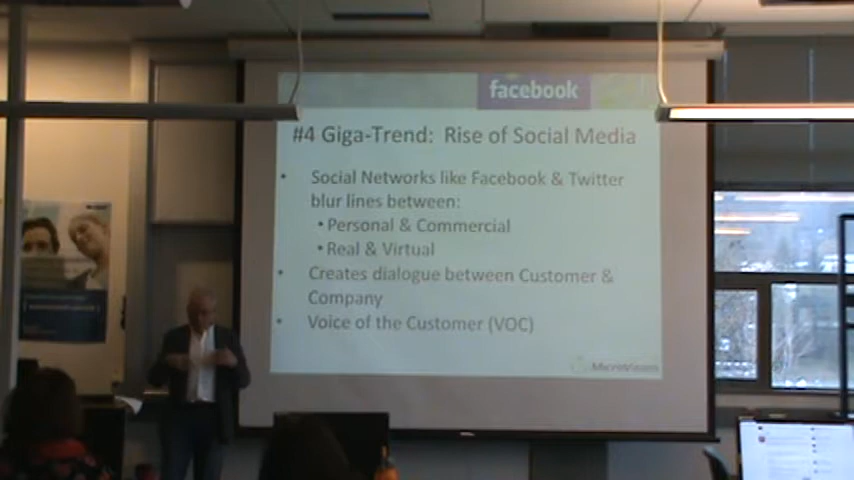 facebook
#4 Giga-Trend: Rise of Social Media
• Social Networks like Facebook & Twitter
blur lines between:
• Personal & Commercial
• Real & Virtual
• Creates dialogue between Customer &
Company
• Voice of the Customer (VOC)